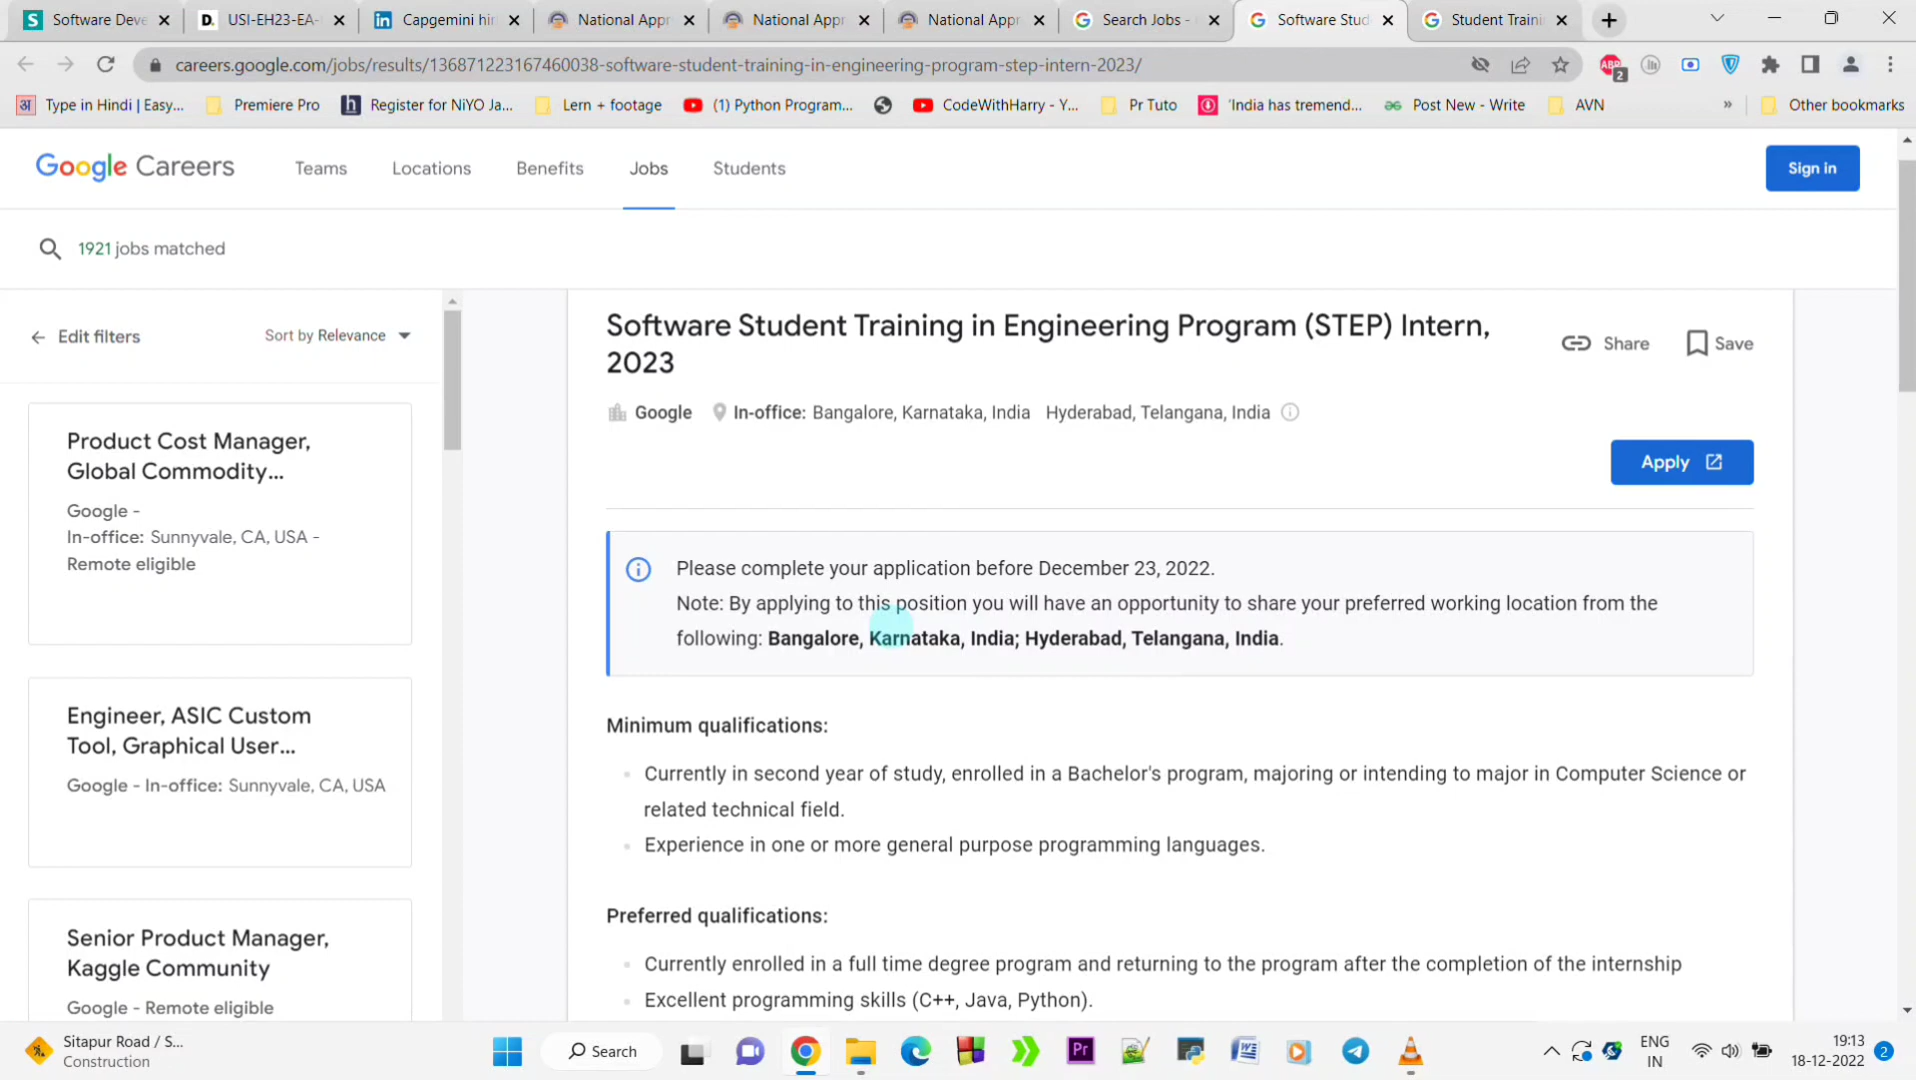 Software Deve
USI-EH23-EA-
Capgemini hir
National Appr
National Appr
National Appr
Search Jobs -
Software Stud
Student Traini
careers.google.com/jobs/results/136871223167460038-software-student-training-in-engineering-program-step-intern-2023/
ABP 2
Type in Hindi | Easy...
Premiere Pro
Register for NiYO Ja...
Lern + footage
(1) Python Program...
CodeWithHarry - Y...
Pr Tuto
'India has tremend...
Post New - Write
AVN
»
Other bookmarks
Google Careers
Teams
Locations
Benefits
Jobs
Students
Sign in
1921 jobs matched
Edit filters
Sort by Relevance
Product Cost Manager,
Global Commodity...
Google -
In-office: Sunnyvale, CA, USA -
Remote eligible
Engineer, ASIC Custom
Tool, Graphical User...
Google - In-office: Sunnyvale, CA, USA
Senior Product Manager,
Kaggle Community
Google - Remote eligible
Software Student Training in Engineering Program (STEP) Intern,
2023
Share
Save
Google In-office: Bangalore, Karnataka, India Hyderabad, Telangana, India
Apply
Please complete your application before December 23, 2022.
Note: By applying to this position you will have an opportunity to share your preferred working location from the
following: Bangalore, Karnataka, India; Hyderabad, Telangana, India.
Minimum qualifications:
Currently in second year of study, enrolled in a Bachelor's program, majoring or intending to major in Computer Science or
related technical field.
Experience in one or more general purpose programming languages.
Preferred qualifications:
Currently enrolled in a full time degree program and returning to the program after the completion of the internship
Excellent programming skills (C++, Java, Python).
Sitapur Road / S...
Construction
Search
Pr
ENG
IN
19:13
18-12-2022
2